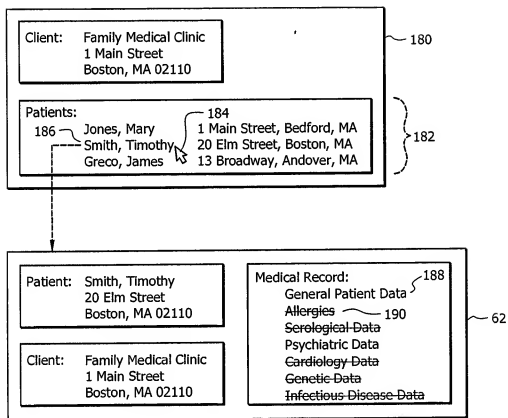 Client: Family Medical Clinic
1 Main Street
Boston, MA 02110
180
Patients:
184
186
Jones, Mary 1 Main Street, Bedford, MA
Smith, Timothy 20 Elm Street, Boston, MA
Greco, James 13 Broadway, Andover, MA
182
Patient: Smith, Timothy
20 Elm Street
Boston, MA 02110
Client: Family Medical Clinic
1 Main Street
Boston, MA 02110
Medical Record:
188
General Patient Data
Allergies
190
Serological Data
Psychiatric Data
Cardiology Data
Genetic Data
Infectious Disease Data
62